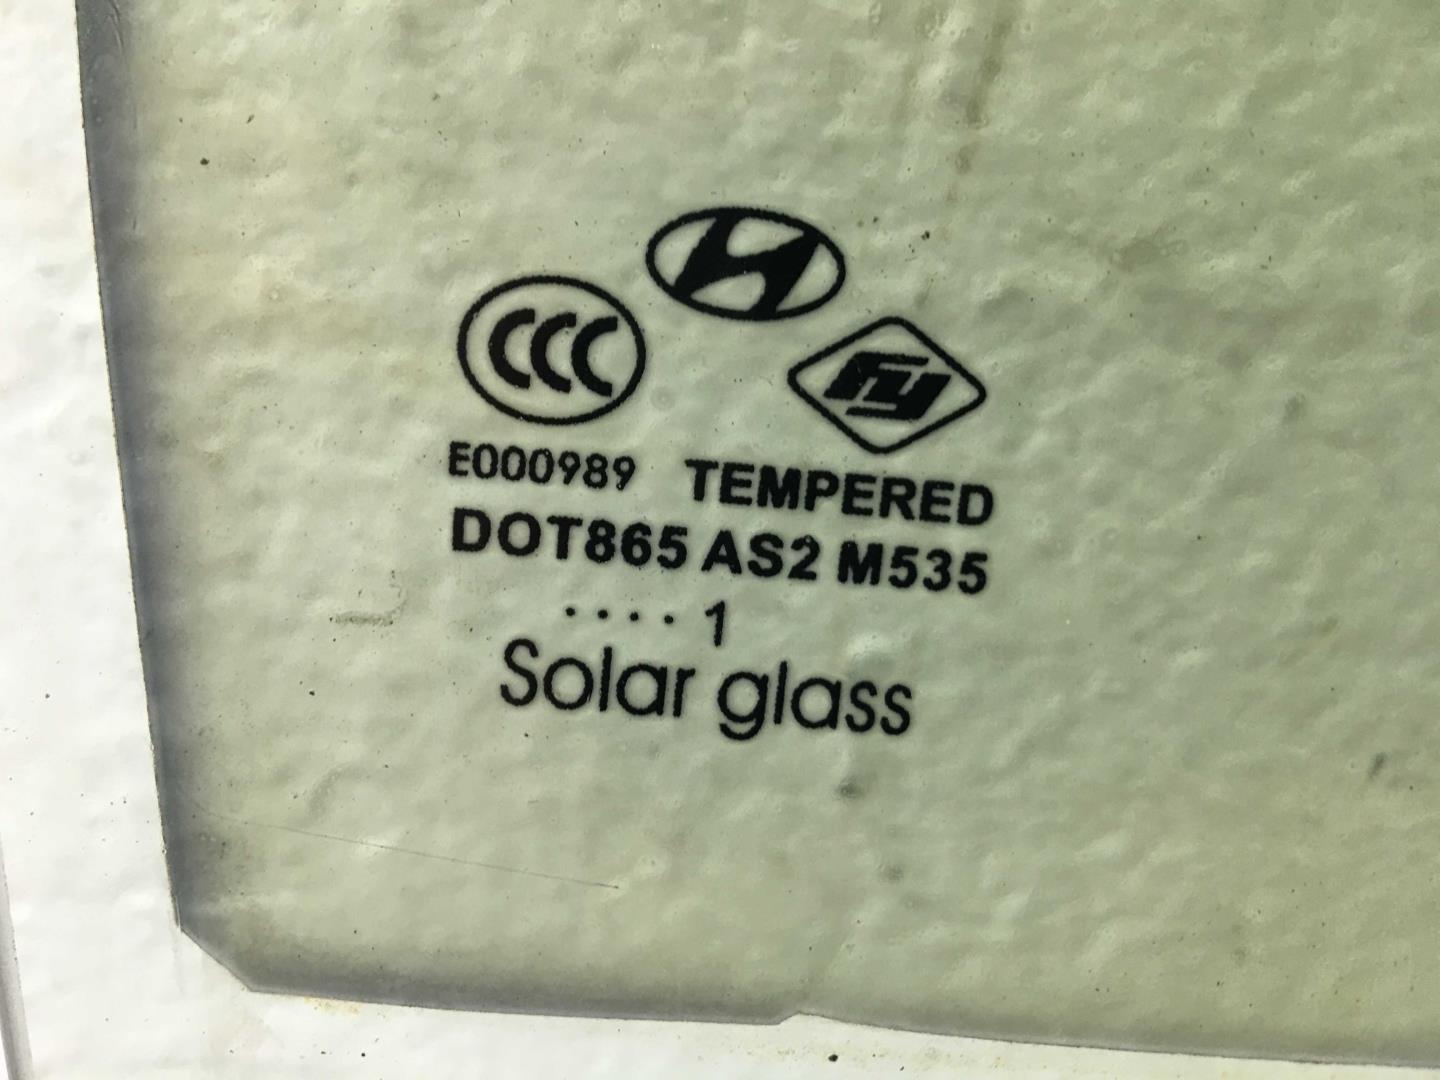 CCC
FY
E000989 TEMPERED
DOT865 AS2 M535
.... 1
Solar glass